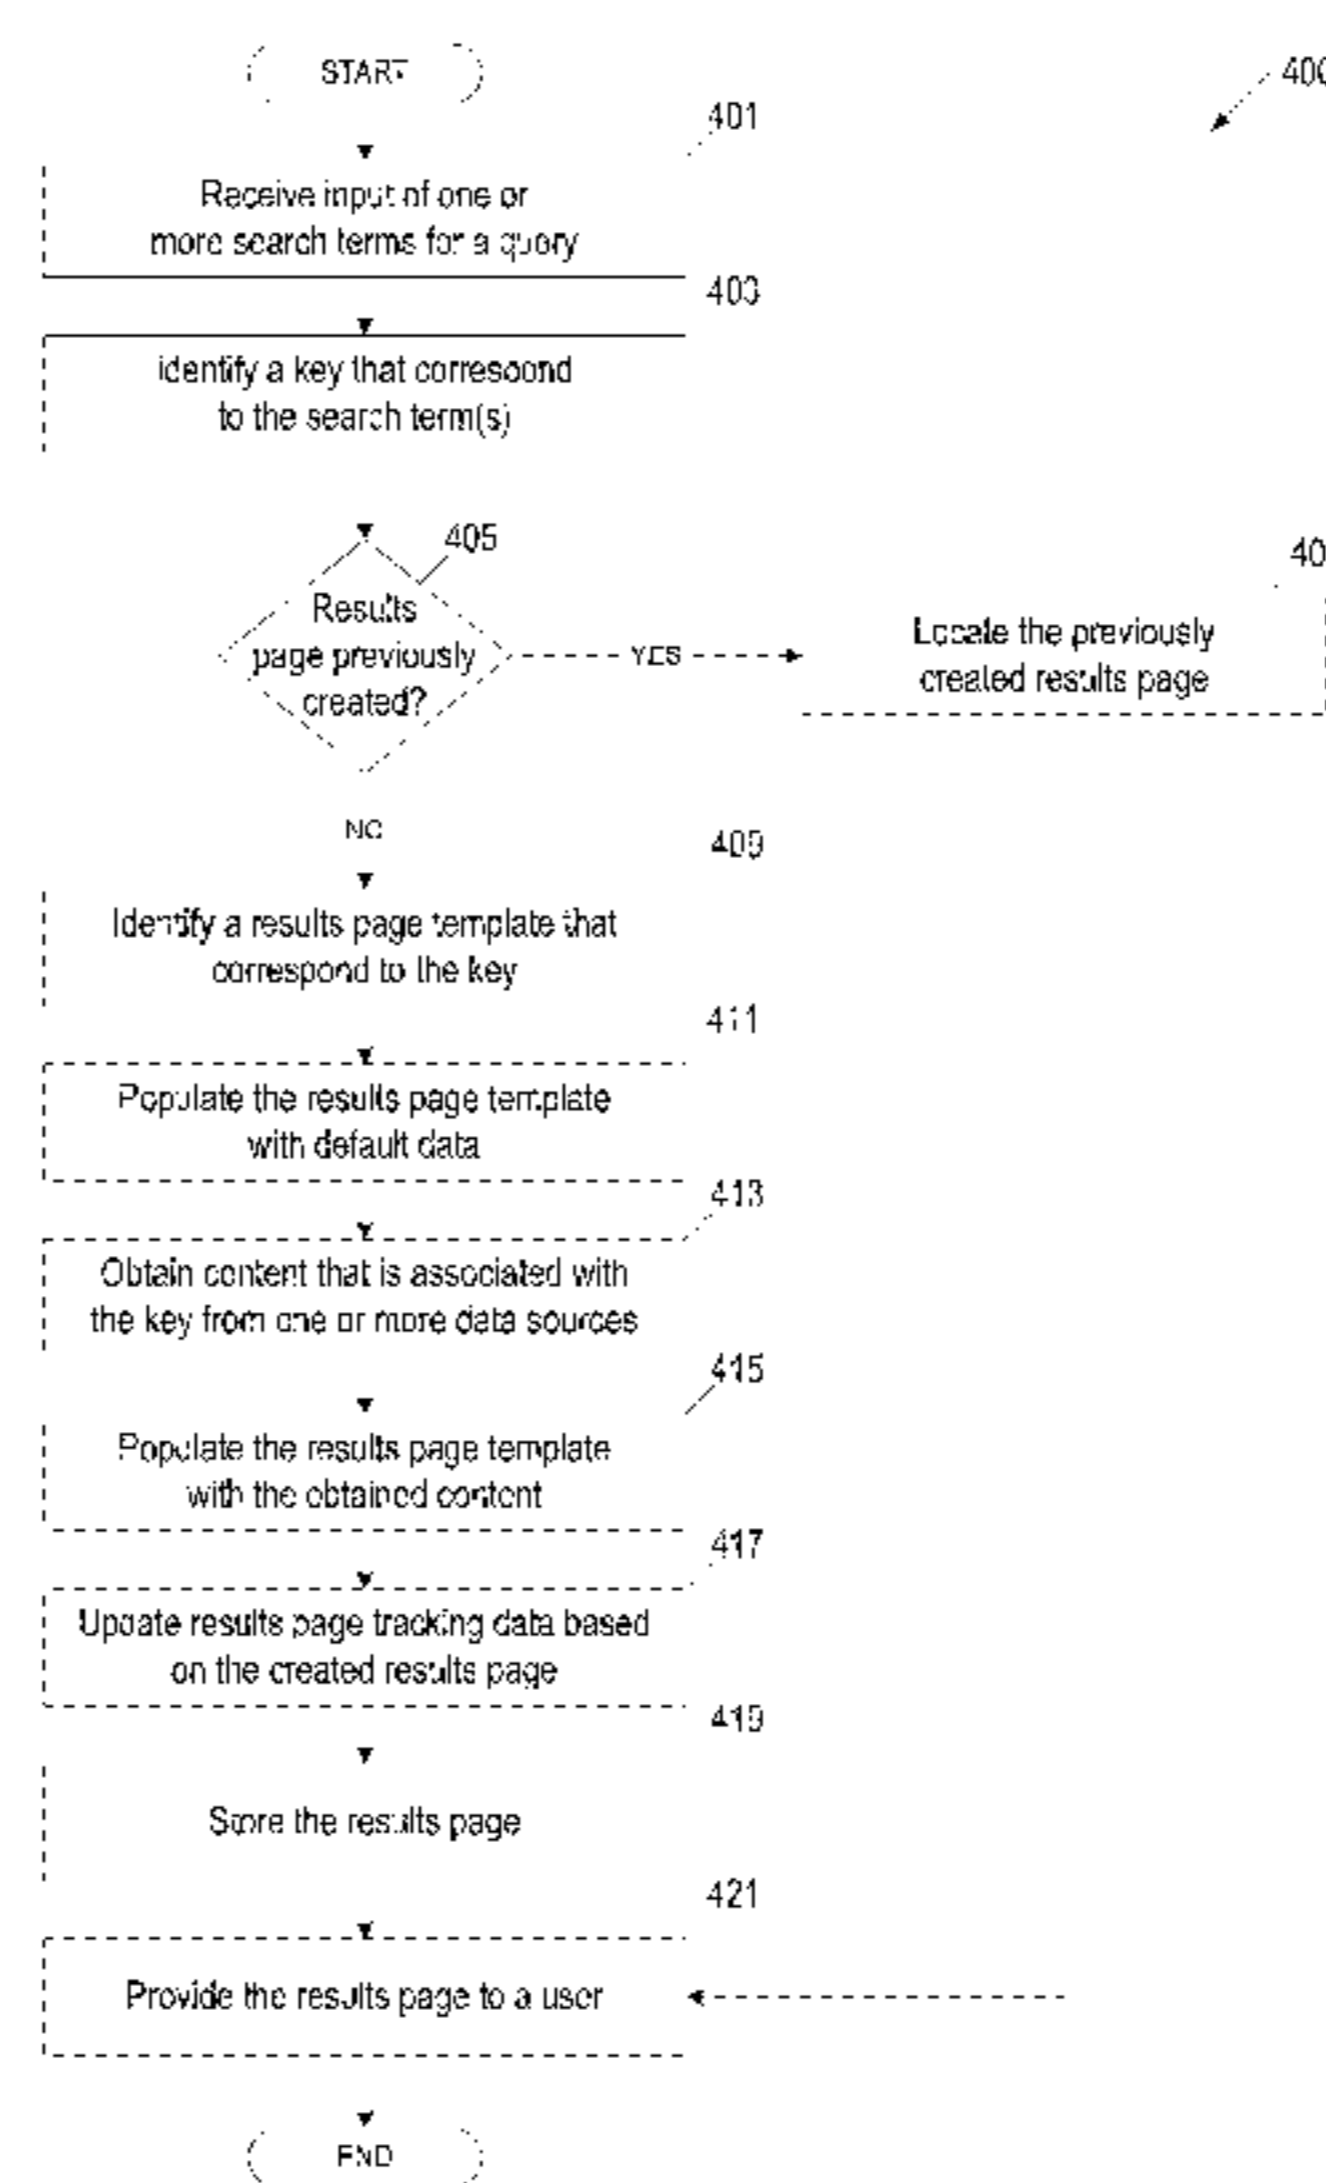 START
400
401
Receive input of one or
more search terms for a query
403
identify a key that correspond
to the search term(s)
405
Results
page previously
created?
YES
40
Locate the previously
created results page
NO
409
Identify a results page template that
correspond to the key
411
Populate the results page template
with default data
413
Obtain content that is associated with
the key from one or more data sources
415
Populate the results page template
with the obtained content
417
Update results page tracking data based
on the created results page
419
Store the results page
421
Provide the results page to a user
END